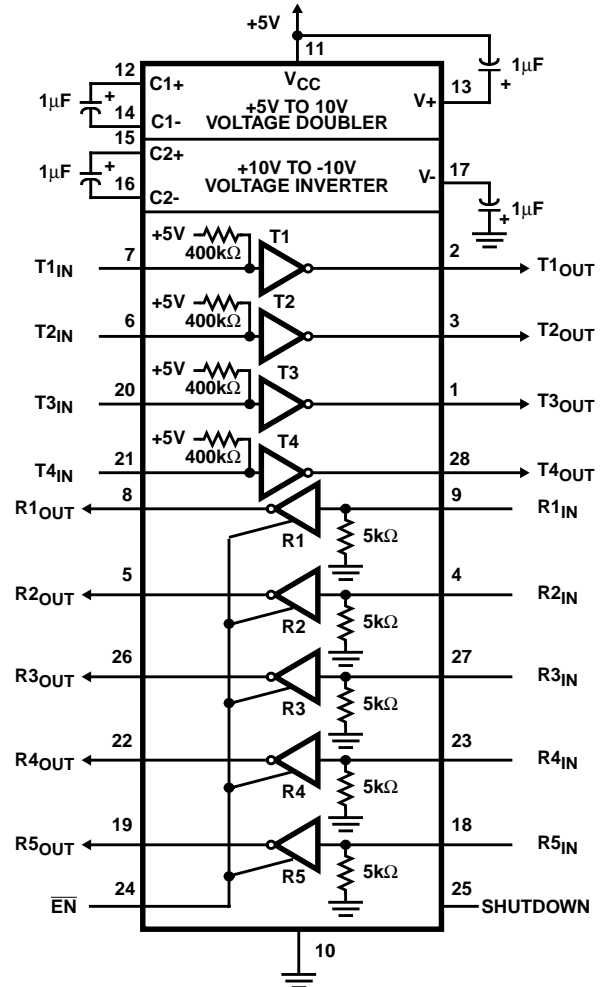 +5V
11
12
C1+
VCC
1μF
+
14
C1-
+5V TO 10V
VOLTAGE DOUBLER
V+
13
1μF
+
15
C2+
1μF
+
16
C2-
+10V TO -10V
VOLTAGE INVERTER
V-
17
1μF
+
T1IN
7
+5V
400kΩ
T1
2
T1OUT
T2IN
6
+5V
400kΩ
T2
3
T2OUT
T3IN
20
+5V
400kΩ
T3
1
T3OUT
T4IN
21
+5V
400kΩ
T4
28
T4OUT
R1OUT
8
R1
5kΩ
9
R1IN
R2OUT
5
R2
5kΩ
4
R2IN
R3OUT
26
R3
5kΩ
27
R3IN
R4OUT
22
R4
5kΩ
23
R4IN
R5OUT
19
R5
5kΩ
18
R5IN
EN
24
25
SHUTDOWN
10